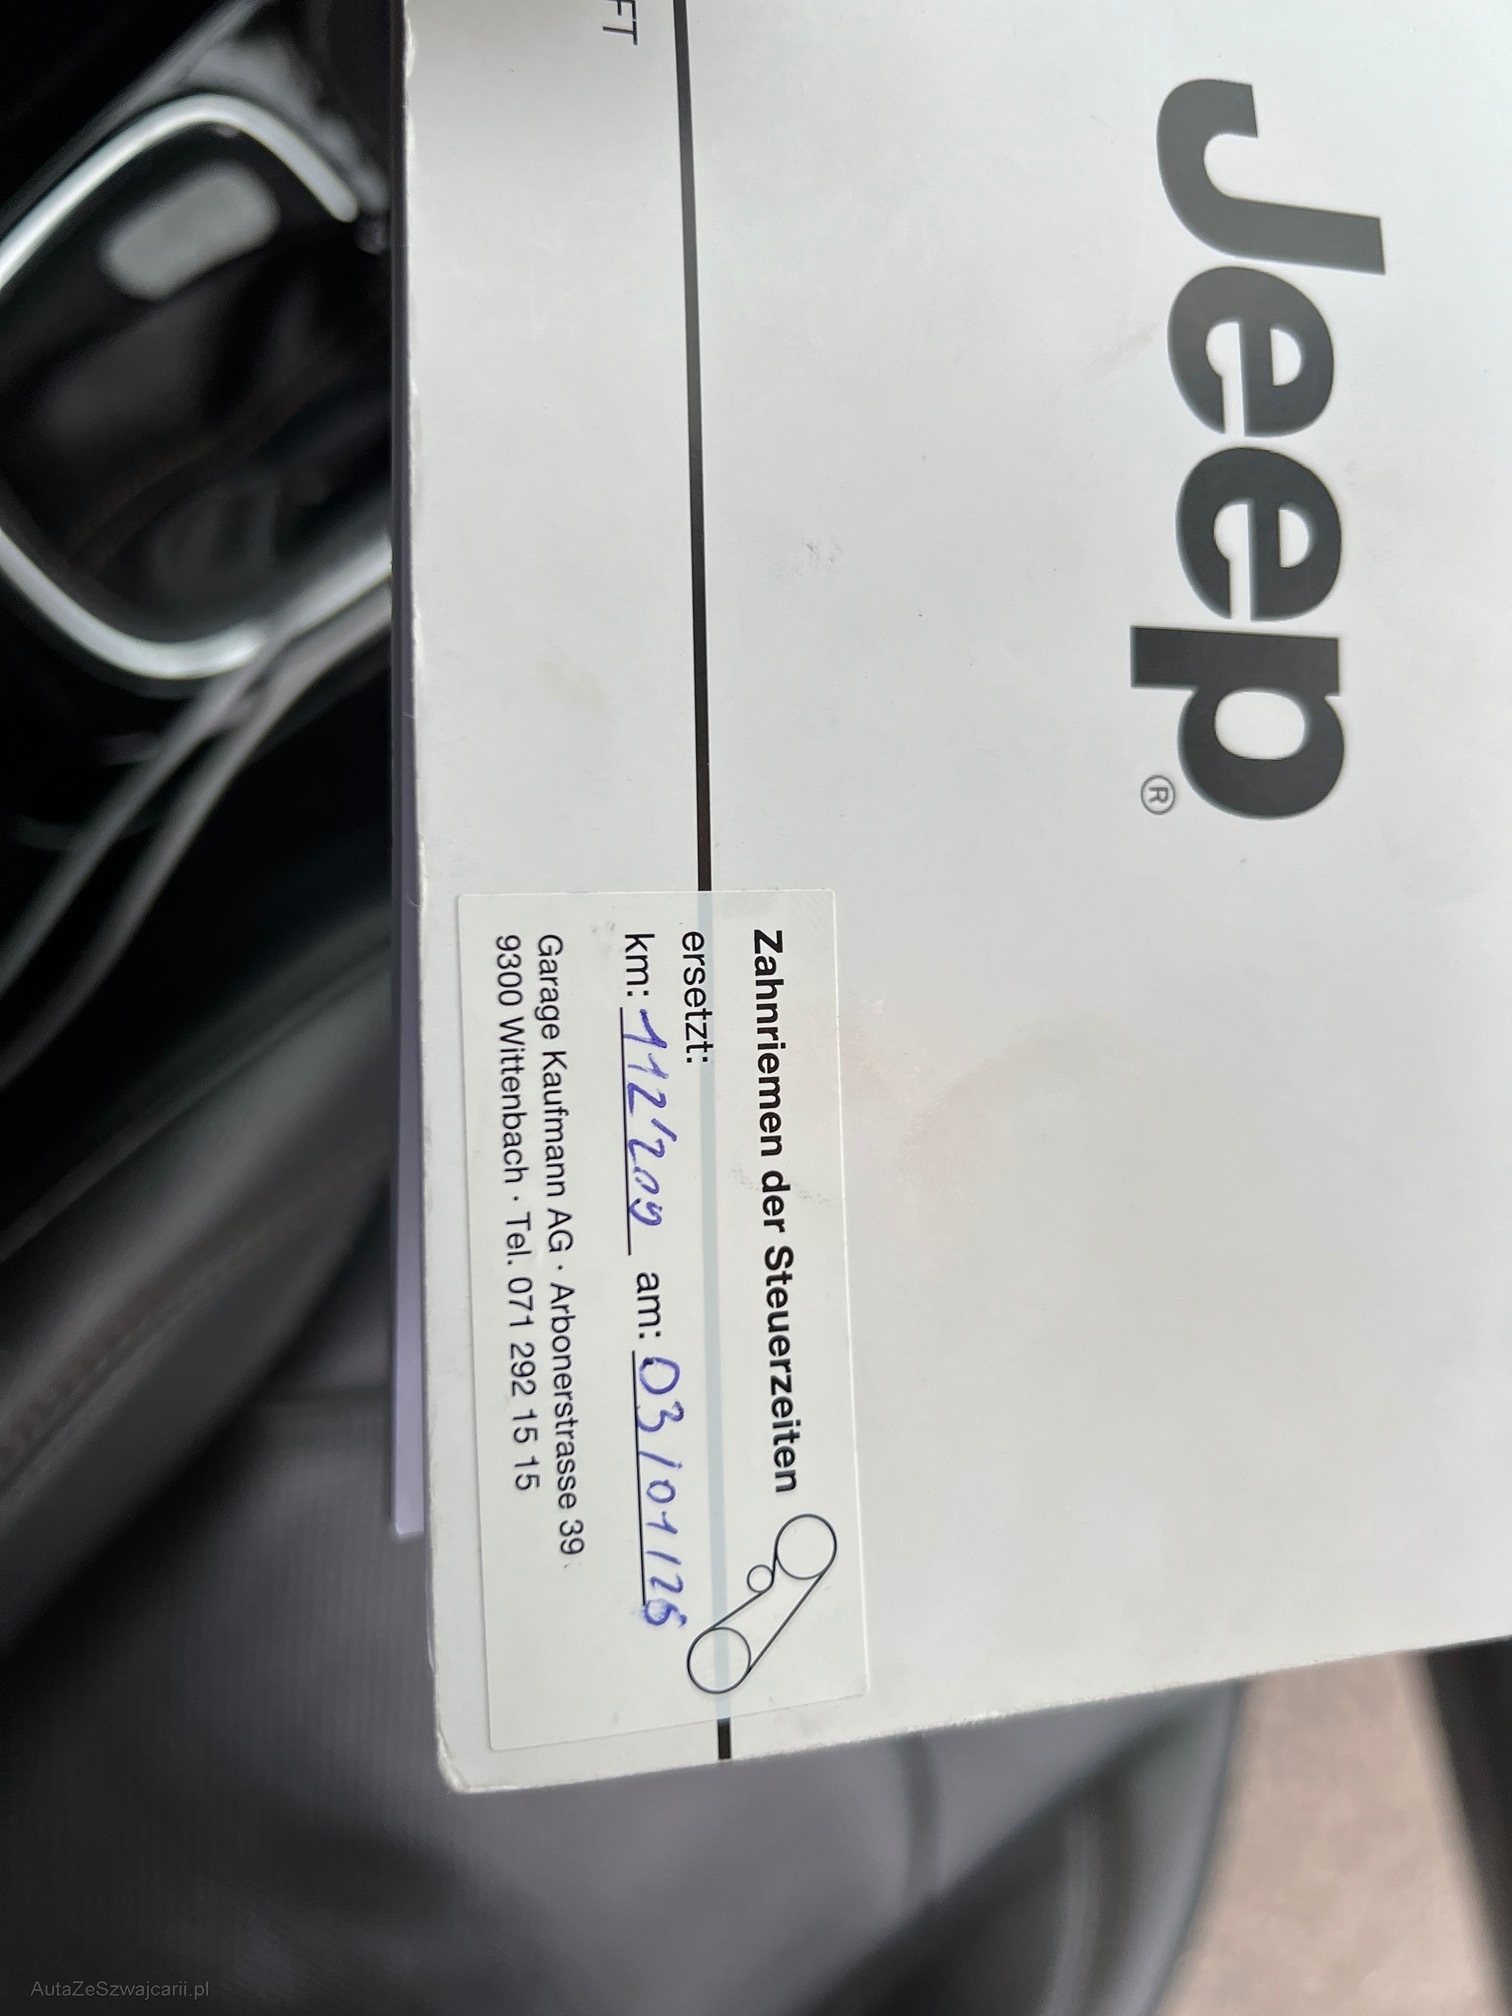 Jeep®
FT
Zahnriemen der Steuerzeiten
ersetzt:
km: 112'209 am: 03/01/25
Garage Kaufmann AG · Arbonerstrasse 39
9300 Wittenbach · Tel. 071 292 15 15
AutaZeSzwajcarii.pl